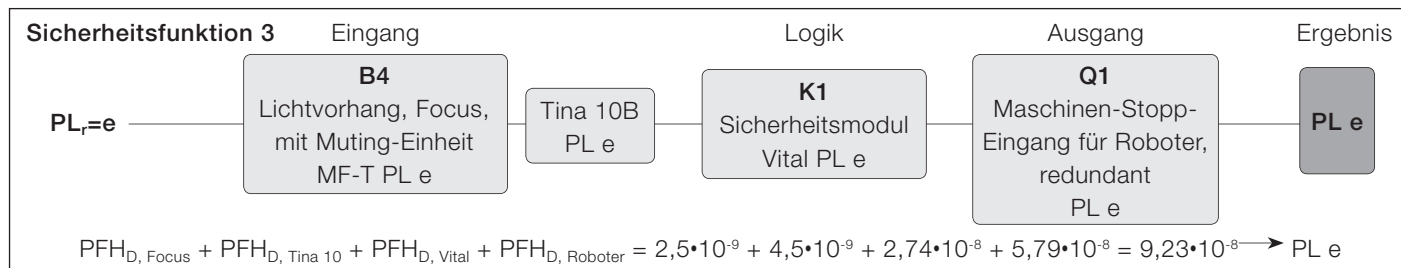 Sicherheitsfunktion 3 Eingang Logik Ausgang Ergebnis
PLr=e
B4
Lichtvorhang, Focus,
mit Muting-Einheit
MF-T PL e
Tina 10B
PL e
K1
Sicherheitsmodul
Vital PL e
Q1
Maschinen-Stopp-
Eingang für Roboter,
redundant
PL e
PL e
PFHD, Focus + PFHD, Tina 10 + PFHD, Vital + PFHD, Roboter = 2,5•10-9 + 4,5•10-9 + 2,74•10-8 + 5,79•10-8 = 9,23•10-8 → PL e